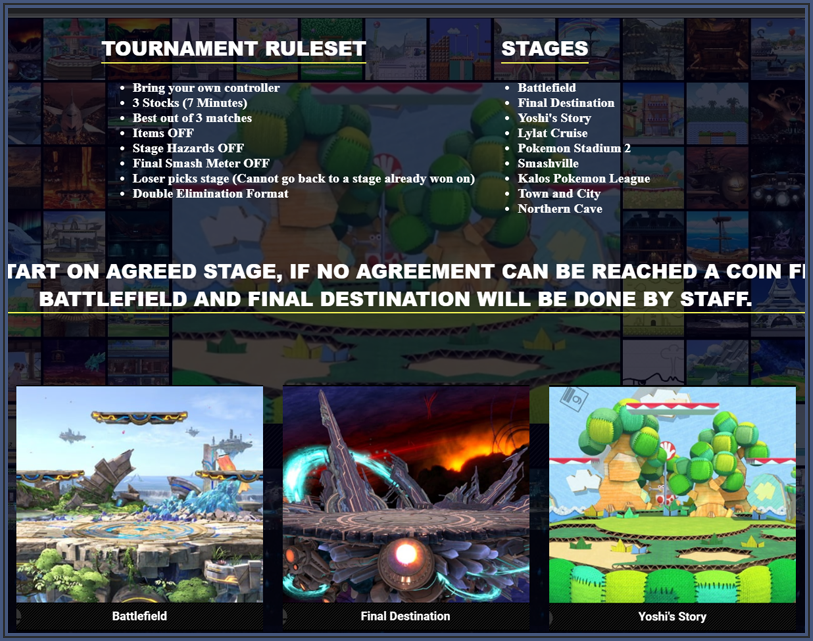 TOURNAMENT RULESET
• Bring your own controller
• 3 Stocks (7 Minutes)
• Best out of 3 matches
• Items OFF
• Stage Hazards OFF
• Final Smash Meter OFF
• Loser picks stage (Cannot go back to a stage already won on)
• Double Elimination Format
STAGES
• Battlefield
• Final Destination
• Yoshi's Story
• Lylat Cruise
• Pokemon Stadium 2
• Smashville
• Kalos Pokemon League
• Town and City
• Northern Cave
TART ON AGREED STAGE, IF NO AGREEMENT CAN BE REACHED A COIN F
BATTLEFIELD AND FINAL DESTINATION WILL BE DONE BY STAFF.
Battlefield
Final Destination
Yoshi's Story